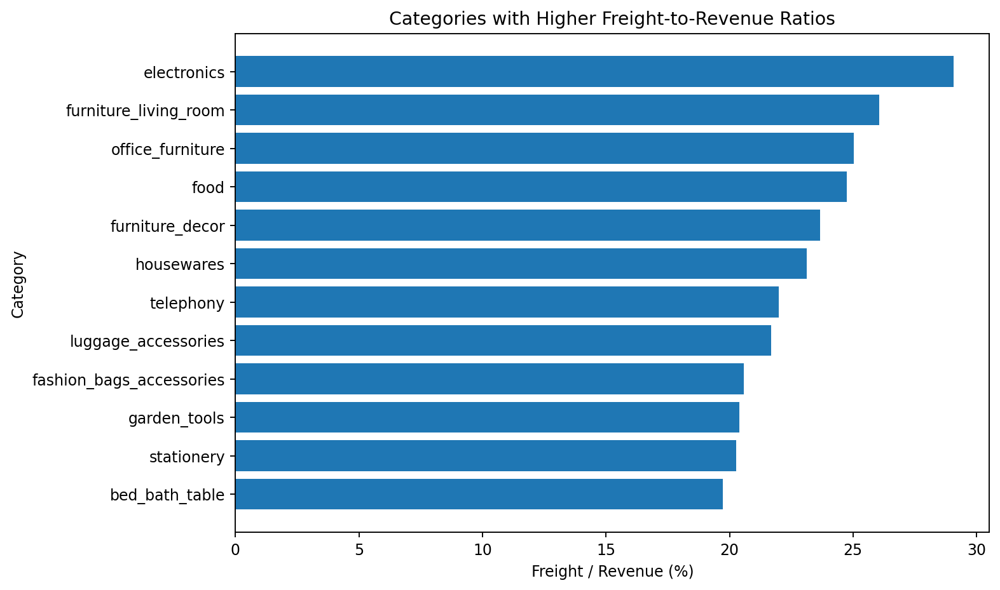 Categories with Higher Freight-to-Revenue Ratios
electronics
furniture_living_room
office_furniture
food
furniture_decor
housewares
telephony
luggage_accessories
fashion_bags_accessories
garden_tools
stationery
bed_bath_table
Category
0 5 10 15 20 25 30
Freight / Revenue (%)